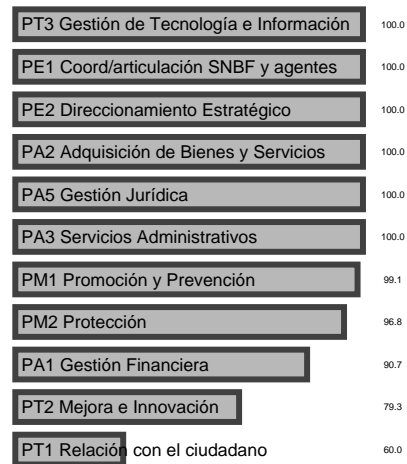 PT3 Gestión de Tecnología e Información 100.0
PE1 Coord/articulación SNBF y agentes 100.0
PE2 Direccionamiento Estratégico 100.0
PA2 Adquisición de Bienes y Servicios 100.0
PA5 Gestión Jurídica 100.0
PA3 Servicios Administrativos 100.0
PM1 Promoción y Prevención 99.1
PM2 Protección 96.8
PA1 Gestión Financiera 90.7
PT2 Mejora e Innovación 79.3
PT1 Relación con el ciudadano 60.0